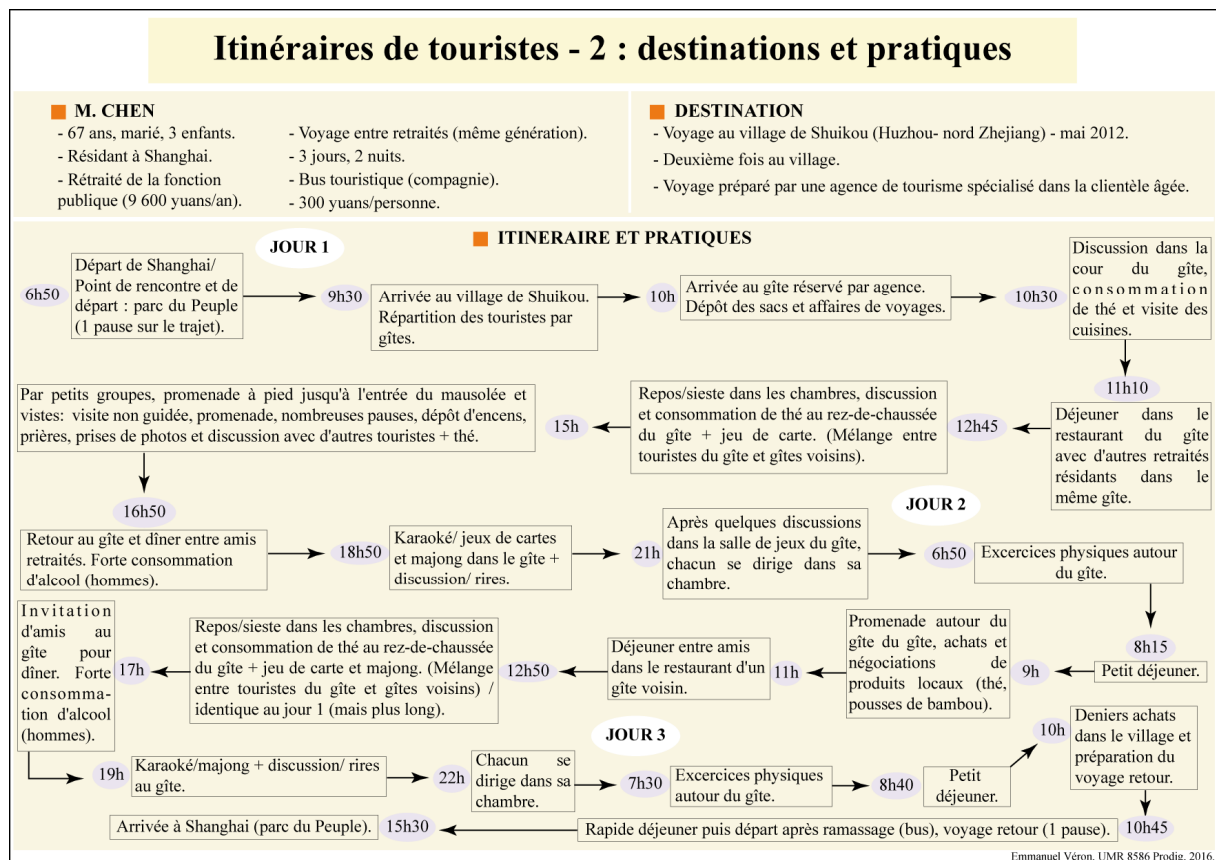 Itinéraires de touristes - 2 : destinations et pratiques
M. CHEN
- 67 ans, marié, 3 enfants.
- Résidant à Shanghai.
- Rétraité de la fonction
publique (9 600 yuans/an).
- Voyage entre retraités (même génération).
- 3 jours, 2 nuits.
- Bus touristique (compagnie).
- 300 yuans/personne.
DESTINATION
- Voyage au village de Shuikou (Huzhou- nord Zhejiang) - mai 2012.
- Deuxième fois au village.
- Voyage préparé par une agence de tourisme spécialisé dans la clientèle âgée.
ITINERAIRE ET PRATIQUES
JOUR 1
6h50
Départ de Shanghai/
Point de rencontre et de
départ : parc du Peuple
(1 pause sur le trajet).
9h30
Arrivée au village de Shuikou.
Répartition des touristes par
gîtes.
10h
Arrivée au gîte réservé par agence.
Dépôt des sacs et affaires de voyages.
10h30
Discussion dans la
cour du gîte,
consommation
de thé et visite des
cuisines.
11h10
Déjeuner dans le
restaurant du gîte
avec d'autres retraités
résidants dans le
même gîte.
12h45
Repos/sieste dans les chambres, discussion
et consommation de thé au rez-de-chaussée
du gîte + jeu de carte. (Mélange entre
touristes du gîte et gîtes voisins).
15h
Par petits groupes, promenade à pied jusqu'à l'entrée du mausolée et
vistes: visite non guidée, promenade, nombreuses pauses, dépôt d'encens,
prières, prises de photos et discussion avec d'autres touristes + thé.
16h50
Retour au gîte et dîner entre amis
retraités. Forte consommation
d'alcool (hommes).
18h50
Karaoké/ jeux de cartes
et majong dans le gîte +
discussion/ rires.
21h
Après quelques discussions
dans la salle de jeux du gîte,
chacun se dirige dans sa
chambre.
JOUR 2
6h50
Excercices physiques autour
du gîte.
8h15
Petit déjeuner.
9h
Promenade autour du
gîte du gîte, achats et
négociations de
produits locaux (thé,
pousses de bambou).
11h
Déjeuner entre amis
dans le restaurant d'un
gîte voisin.
12h50
Repos/sieste dans les chambres, discussion
et consommation de thé au rez-de-chaussée
du gîte + jeu de carte et majong. (Mélange
entre touristes du gîte et gîtes voisins) /
identique au jour 1 (mais plus long).
17h
Invitation
d'amis au
gîte pour
dîner. Forte
consomma-
tion d'alcool
(hommes).
19h
Karaoké/majong + discussion/ rires
au gîte.
22h
Chacun se
dirige dans sa
chambre.
JOUR 3
7h30
Excercices physiques
autour du gîte.
8h40
Petit
déjeuner.
10h
Deniers achats
dans le village et
préparation du
voyage retour.
10h45
Rapide déjeuner puis départ après ramassage (bus), voyage retour (1 pause).
15h30
Arrivée à Shanghai (parc du Peuple).
Emmanuel Véron, UMR 8586 Prodig, 2016.